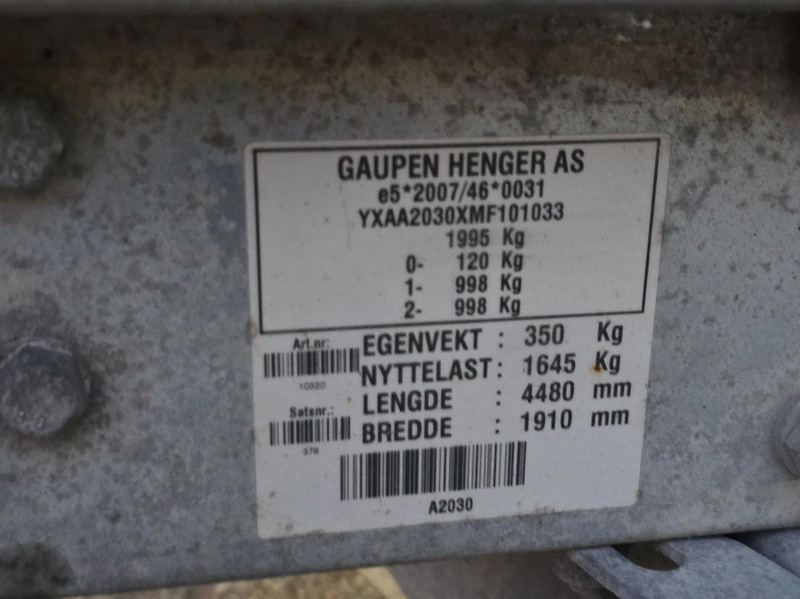 GAUPEN HENGER AS
e5*2007/46*0031
YXAA2030XMF101033
1995 Kg
0- 120 Kg
1- 998 Kg
2- 998 Kg
Art.nr:
10320
Satsnr.:
378
EGENVEKT : 350 Kg
NYTTELAST : 1645 Kg
LENGDE : 4480 mm
BREDDE : 1910 mm
A2030